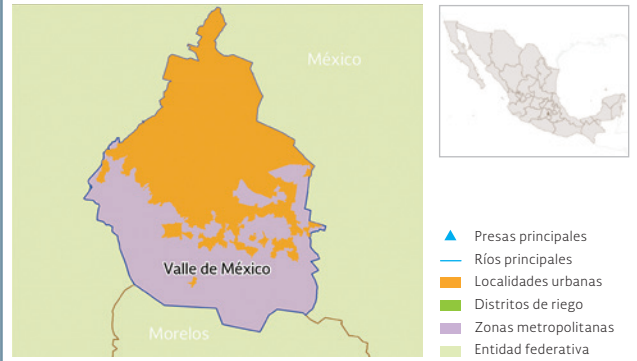 México
Valle de México
Morelos
Presas principales
Ríos principales
Localidades urbanas
Distritos de riego
Zonas metropolitanas
Entidad federativa